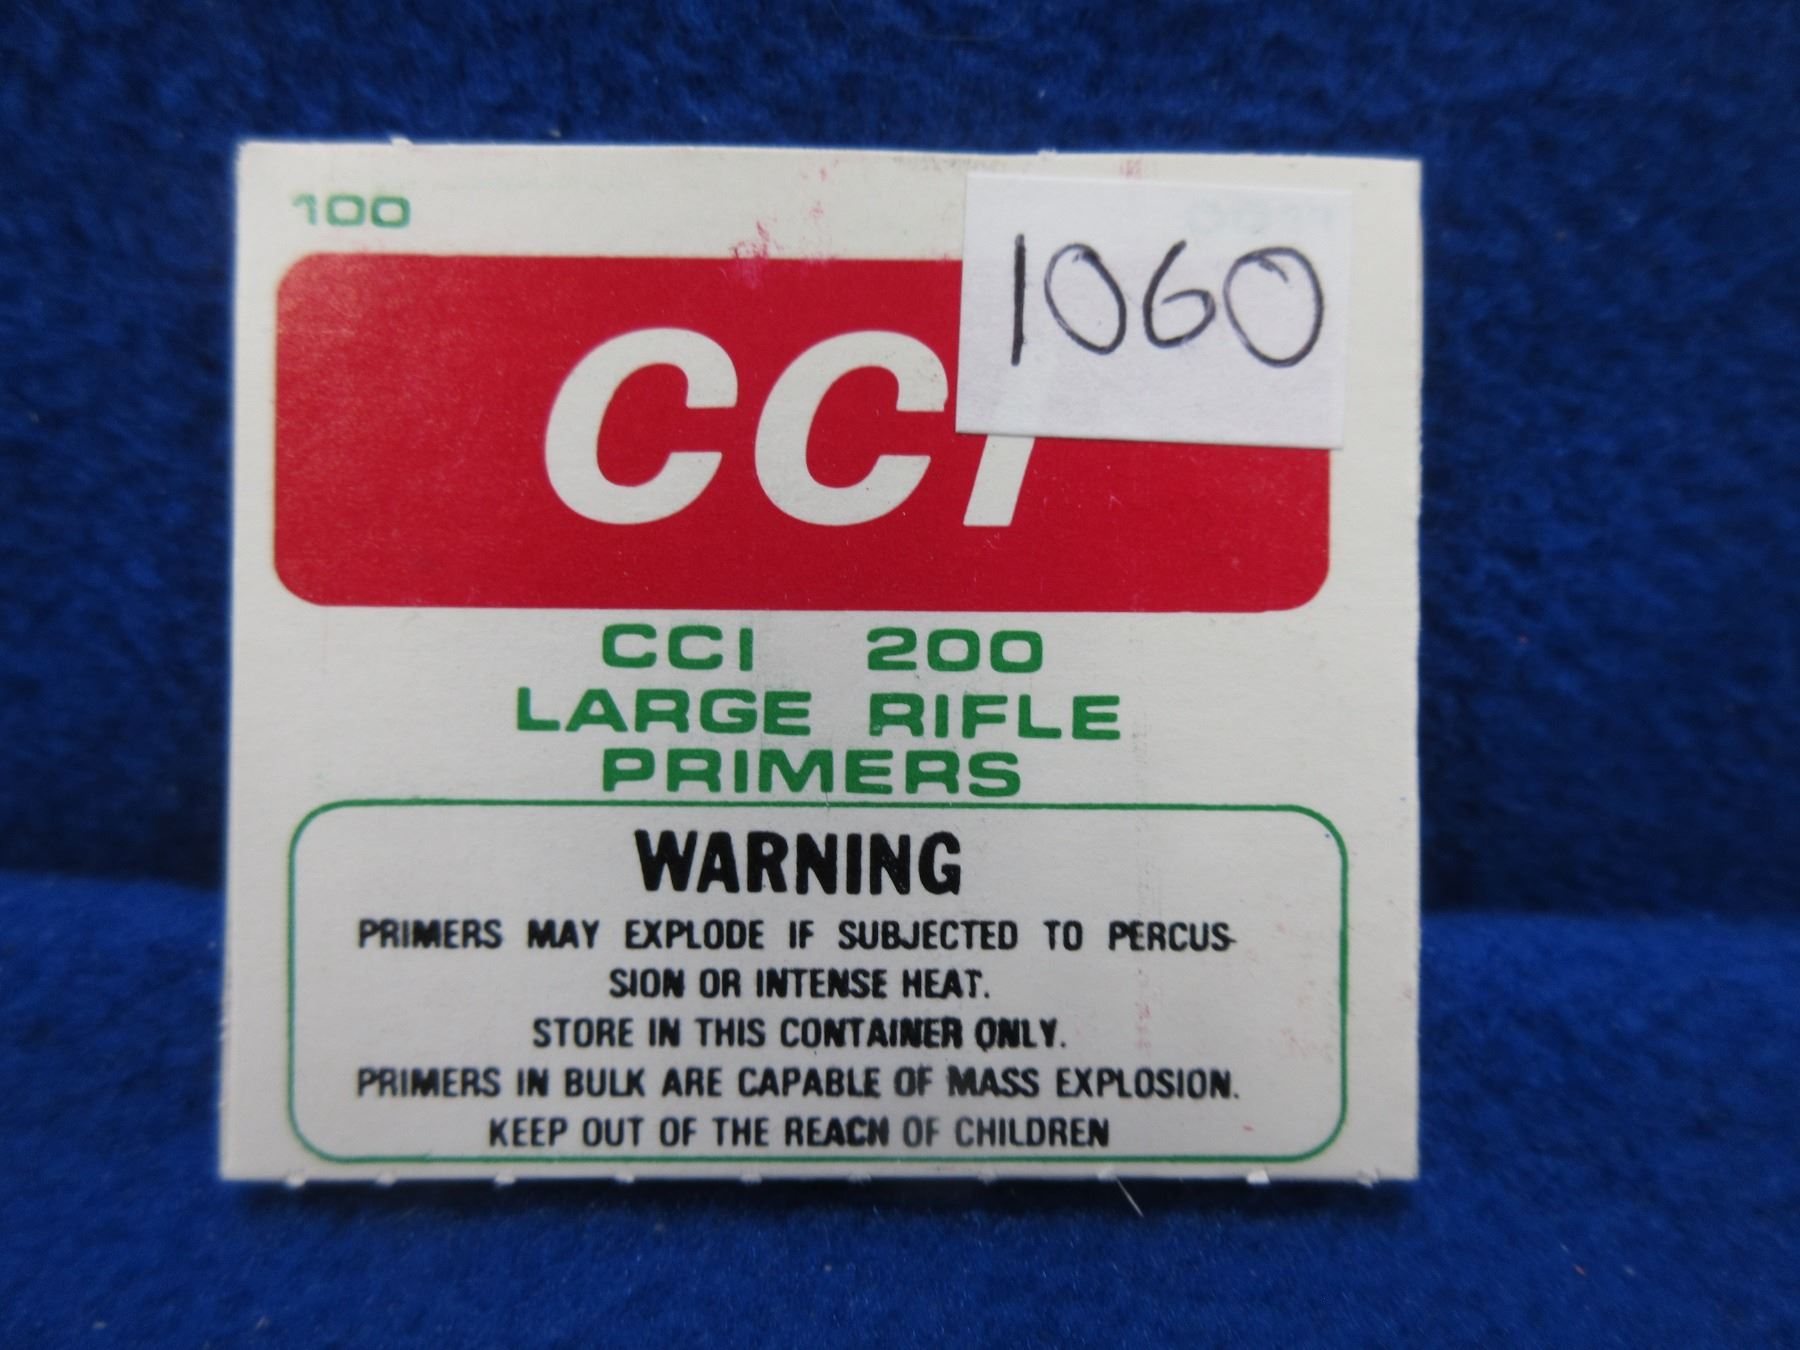 100
1060
CCI
CCI 200
LARGE RIFLE
PRIMERS
WARNING
PRIMERS MAY EXPLODE IF SUBJECTED TO PERCUS-
SION OR INTENSE HEAT.
STORE IN THIS CONTAINER ONLY.
PRIMERS IN BULK ARE CAPABLE OF MASS EXPLOSION.
KEEP OUT OF THE REACH OF CHILDREN